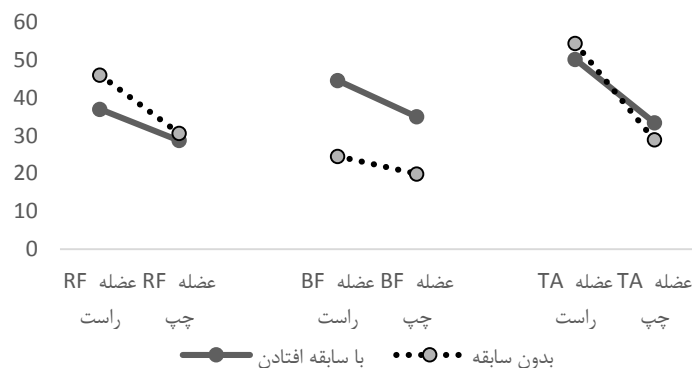 60
50
40
30
20
10
0
عضله RF راست
عضله RF چپ
عضله BF راست
عضله BF چپ
عضله TA راست
عضله TA چپ
با سابقه افتادن
بدون سابقه